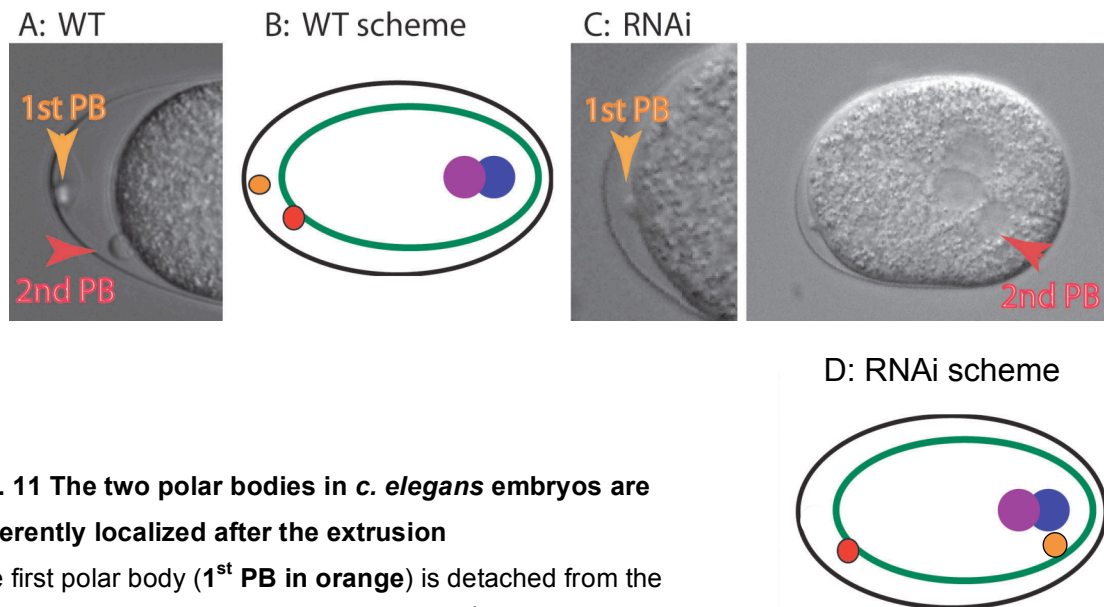 A: WT
B: WT scheme
C: RNAi
1st PB
2nd PB
1st PB
2nd PB
D: RNAi scheme
. 11 The two polar bodies in c. elegans embryos are
erently localized after the extrusion
e first polar body (1st PB in orange) is detached from the